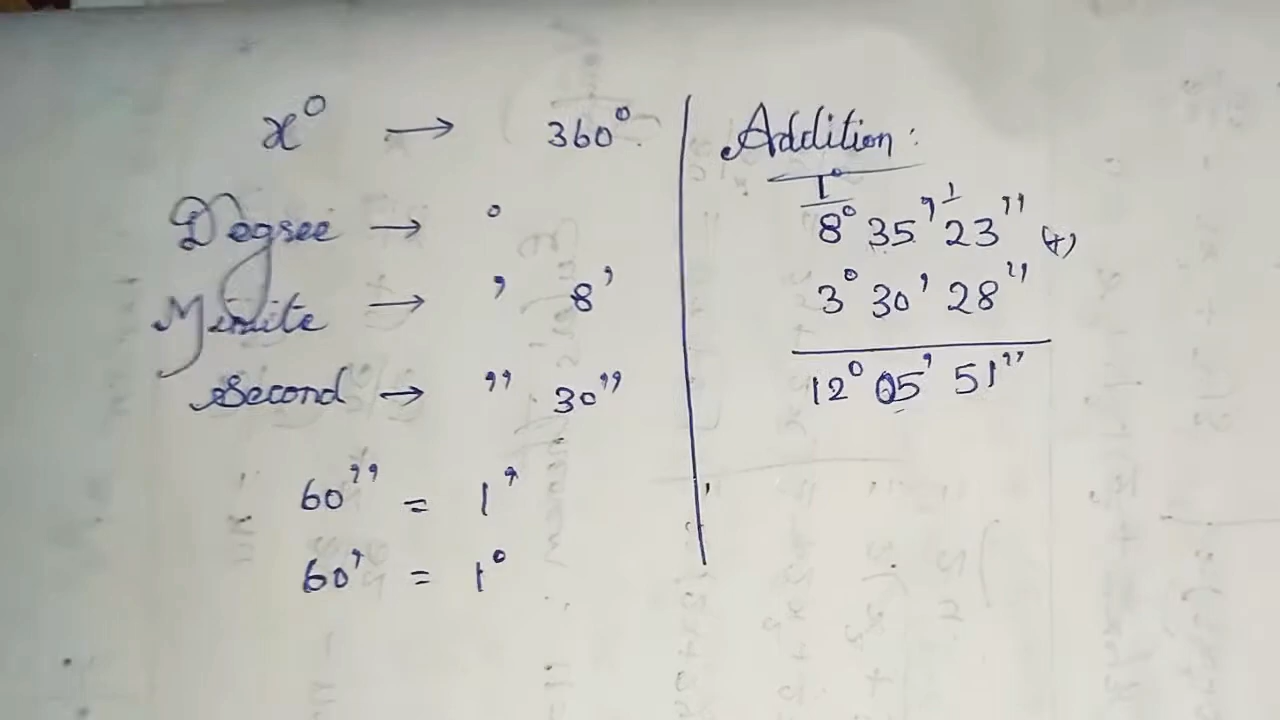 x° → 360°
Degree → °
Minite → ' 8'
Second → '' 30''
60'' = 1'
60' = 1°
Addition:
1° 1
8° 35' 23'' (+)
3° 30' 28''
12° 05' 51''